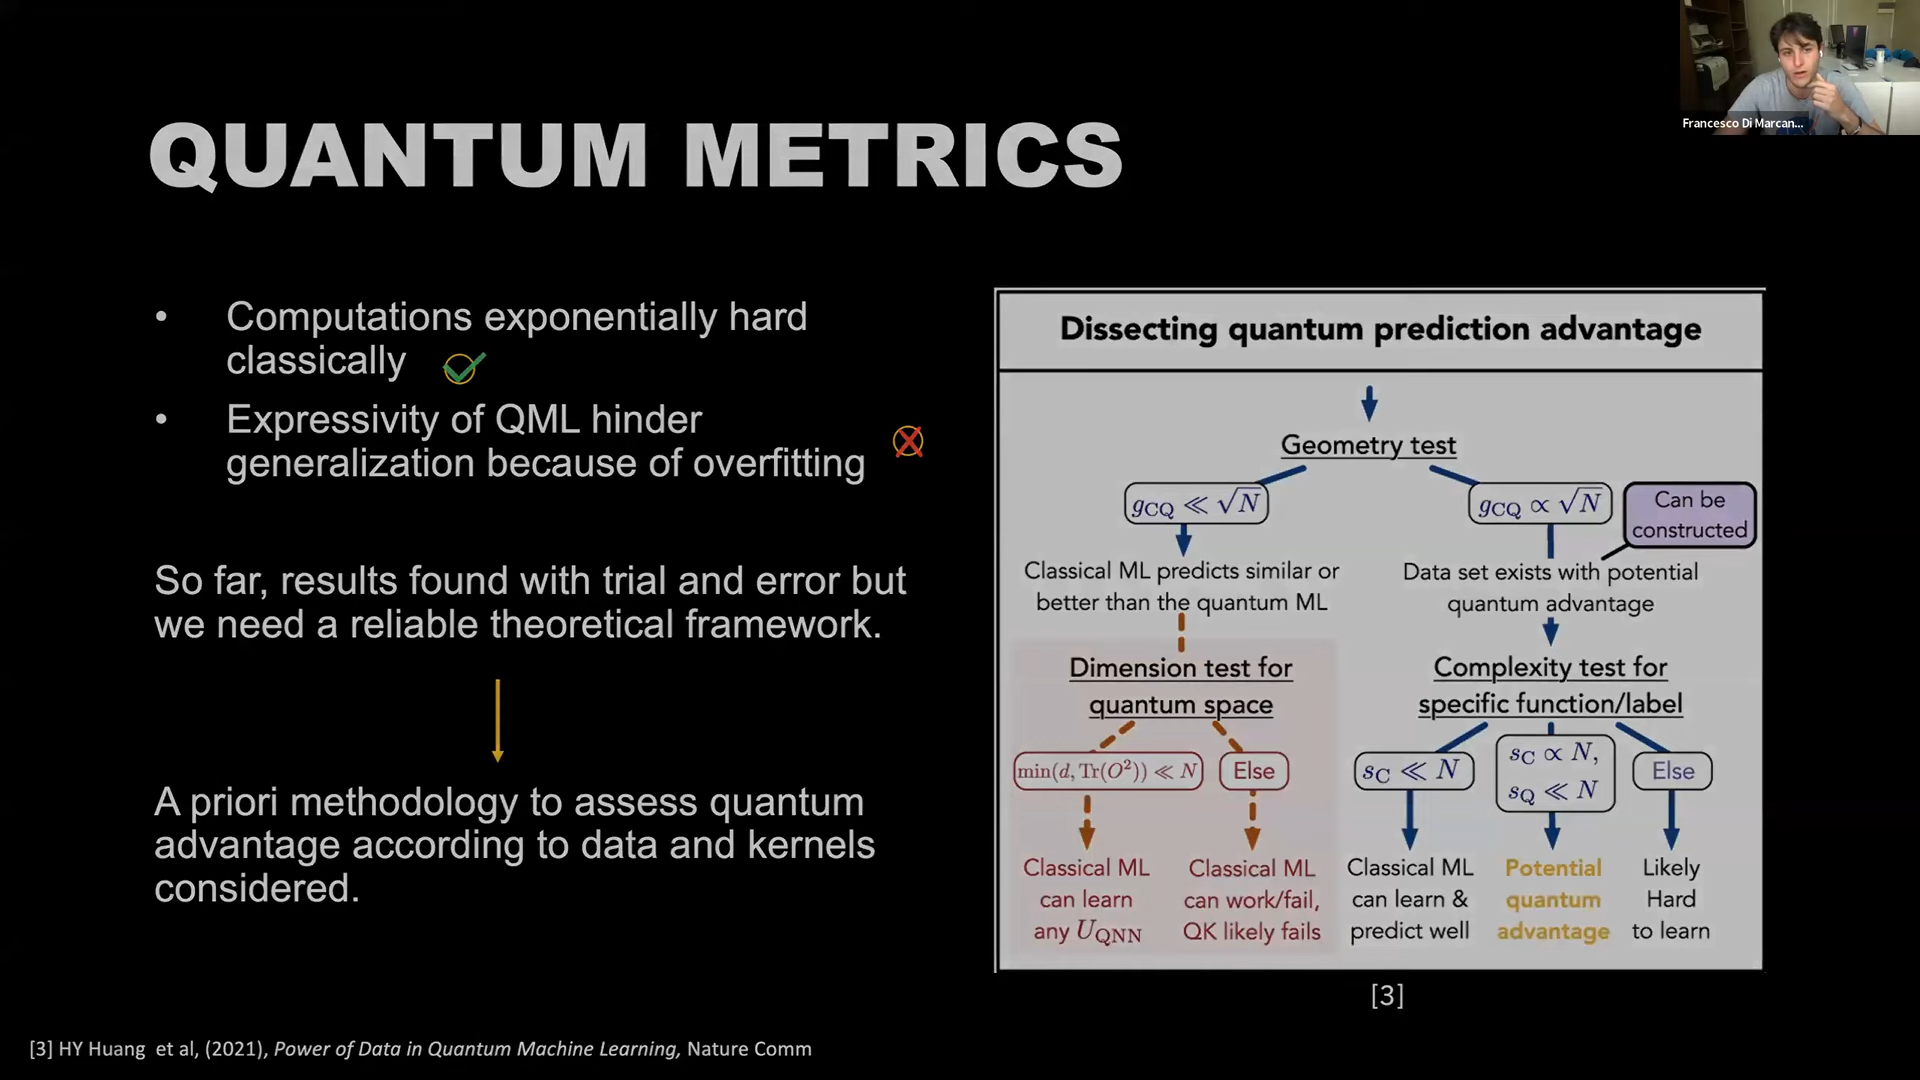 Francesco Di Marcan...
QUANTUM METRICS
• Computations exponentially hard
classically
• Expressivity of QML hinder
generalization because of overfitting
So far, results found with trial and error but
we need a reliable theoretical framework.
A priori methodology to assess quantum
advantage according to data and kernels
considered.
Dissecting quantum prediction advantage
Geometry test
g_CQ ≪ √N
g_CQ ∝ √N
Can be
constructed
Classical ML predicts similar or
better than the quantum ML
Data set exists with potential
quantum advantage
Dimension test for
quantum space
Complexity test for
specific function/label
min(d, Tr(O²)) ≪ N
Else
s_C ≪ N
s_C ∝ N,
s_Q ≪ N
Else
Classical ML
can learn
any U_QNN
Classical ML
can work/fail,
QK likely fails
Classical ML
can learn &
predict well
Potential
quantum
advantage
Likely
Hard
to learn
[3]
[3] HY Huang et al, (2021), Power of Data in Quantum Machine Learning, Nature Comm